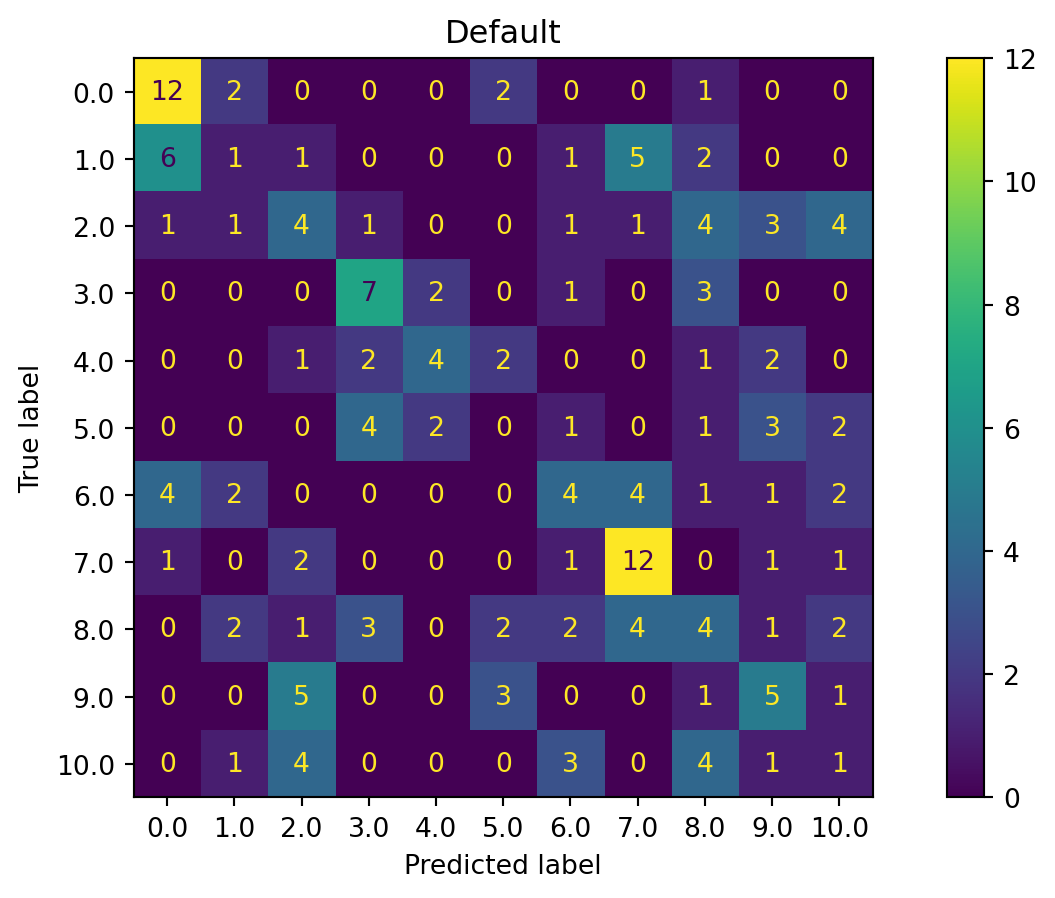 Default
0.0 12 2 0 0 0 2 0 0 1 0 0
1.0 6 1 1 0 0 0 1 5 2 0 0
2.0 1 1 4 1 0 0 1 1 4 3 4
3.0 0 0 0 7 2 0 1 0 3 0 0
4.0 0 0 1 2 4 2 0 0 1 2 0
5.0 0 0 0 4 2 0 1 0 1 3 2
6.0 4 2 0 0 0 0 4 4 1 1 2
7.0 1 0 2 0 0 0 1 12 0 1 1
8.0 0 2 1 3 0 2 2 4 4 1 2
9.0 0 0 5 0 0 3 0 0 1 5 1
10.0 0 1 4 0 0 0 3 0 4 1 1
0.0 1.0 2.0 3.0 4.0 5.0 6.0 7.0 8.0 9.0 10.0
Predicted label
True label
12
10
8
6
4
2
0